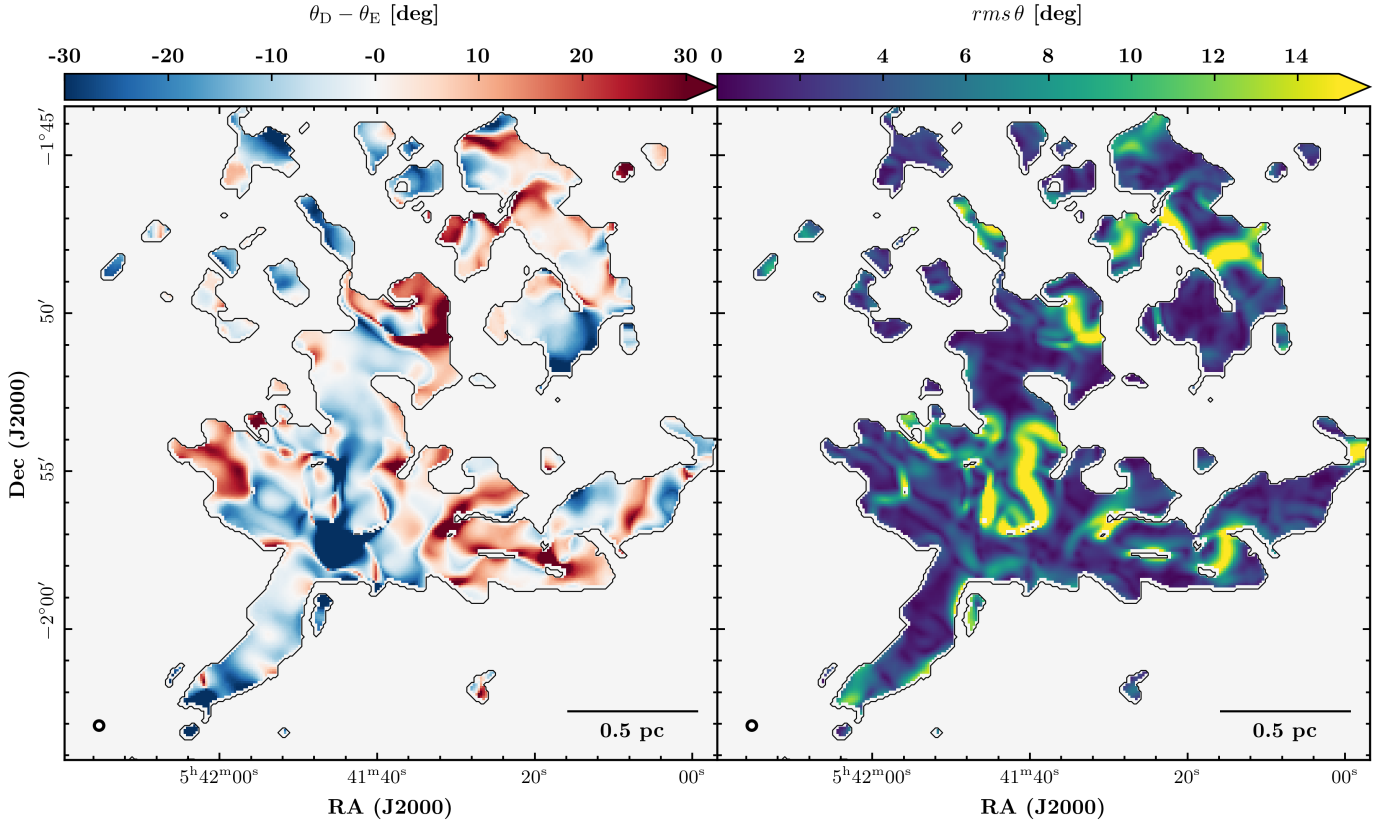 θD − θE [deg]
rms θ [deg]
-30 -20 -10 -0 10 20 30
0 2 4 6 8 10 12 14
−1°45′
50′
55′
−2°00′
Dec (J2000)
0.5 pc
0.5 pc
5h42m00s 41m40s 20s 00s
5h42m00s 41m40s 20s 00s
RA (J2000)
RA (J2000)